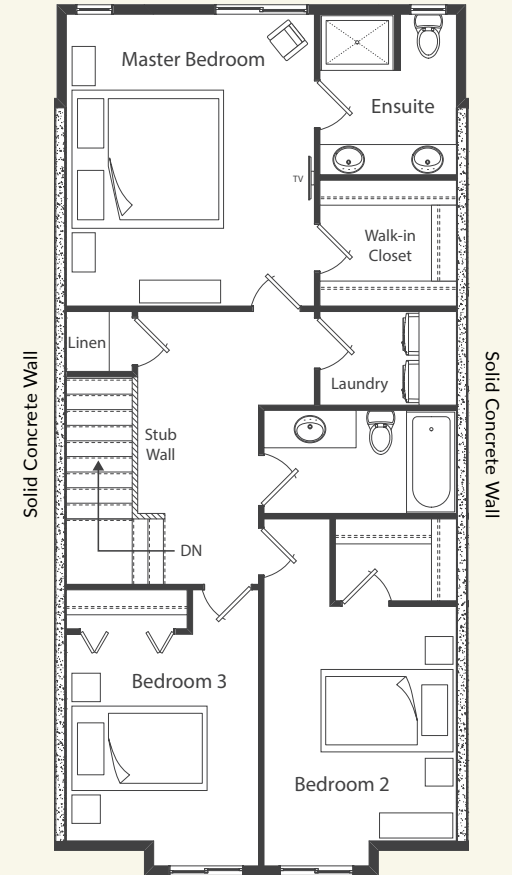 Master Bedroom
Ensuite
TV
Walk-in
Closet
Linen
Laundry
Solid Concrete Wall
Solid Concrete Wall
Stub
Wall
DN
Bedroom 3
Bedroom 2